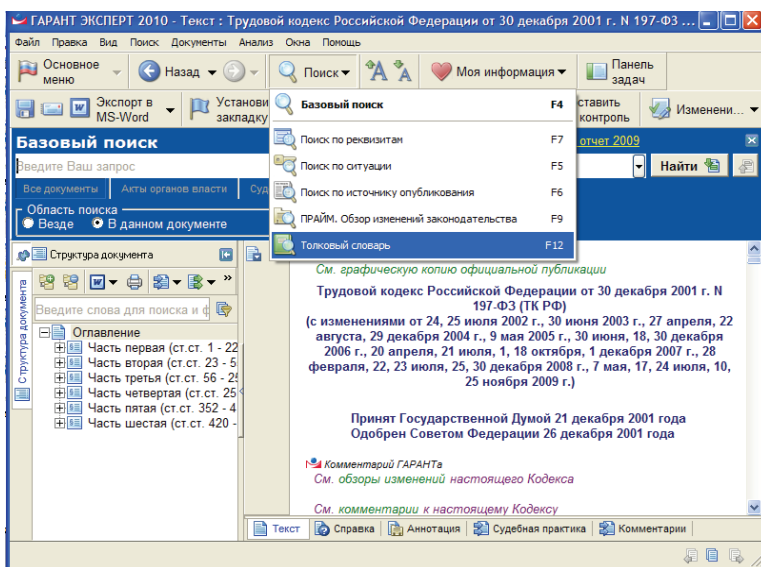 ГАРАНТ ЭКСПЕРТ 2010 - Текст : Трудовой кодекс Российской Федерации от 30 декабря 2001 г. N 197-ФЗ ...
Файл Правка Вид Поиск Документы Анализ Окна Помощь
Основное меню Назад Поиск Моя информация Панель задач
Экспорт в MS-Word Установи закладку ставить контроль Изменени...
Базовый поиск F4
Поиск по реквизитам F7
Поиск по ситуации F5
Поиск по источнику опубликования F6
ПРАЙМ. Обзор изменений законодательства F9
Толковый словарь F12
Базовый поиск отчет 2009
Введите Ваш запрос Найти
Все документы Акты органов власти Суд
Область поиска
Везде В данном документе
Структура документа
Структура документа
Введите слова для поиска и ф
Оглавление
Часть первая (ст.ст. 1 - 22
Часть вторая (ст.ст. 23 - 5
Часть третья (ст.ст. 56 - 25
Часть четвертая (ст.ст. 25
Часть пятая (ст.ст. 352 - 4
Часть шестая (ст.ст. 420 -
См. графическую копию официальной публикации
Трудовой кодекс Российской Федерации от 30 декабря 2001 г. N
197-ФЗ (ТК РФ)
(с изменениями от 24, 25 июля 2002 г., 30 июня 2003 г., 27 апреля, 22
августа, 29 декабря 2004 г., 9 мая 2005 г., 30 июня, 18, 30 декабря
2006 г., 20 апреля, 21 июля, 1, 18 октября, 1 декабря 2007 г., 28
февраля, 22, 23 июля, 25, 30 декабря 2008 г., 7 мая, 17, 24 июля, 10,
25 ноября 2009 г.)
Принят Государственной Думой 21 декабря 2001 года
Одобрен Советом Федерации 26 декабря 2001 года
Комментарий ГАРАНТа
См. обзоры изменений настоящего Кодекса
См. комментарии к настоящему Кодексу
Текст Справка Аннотация Судебная практика Комментарии